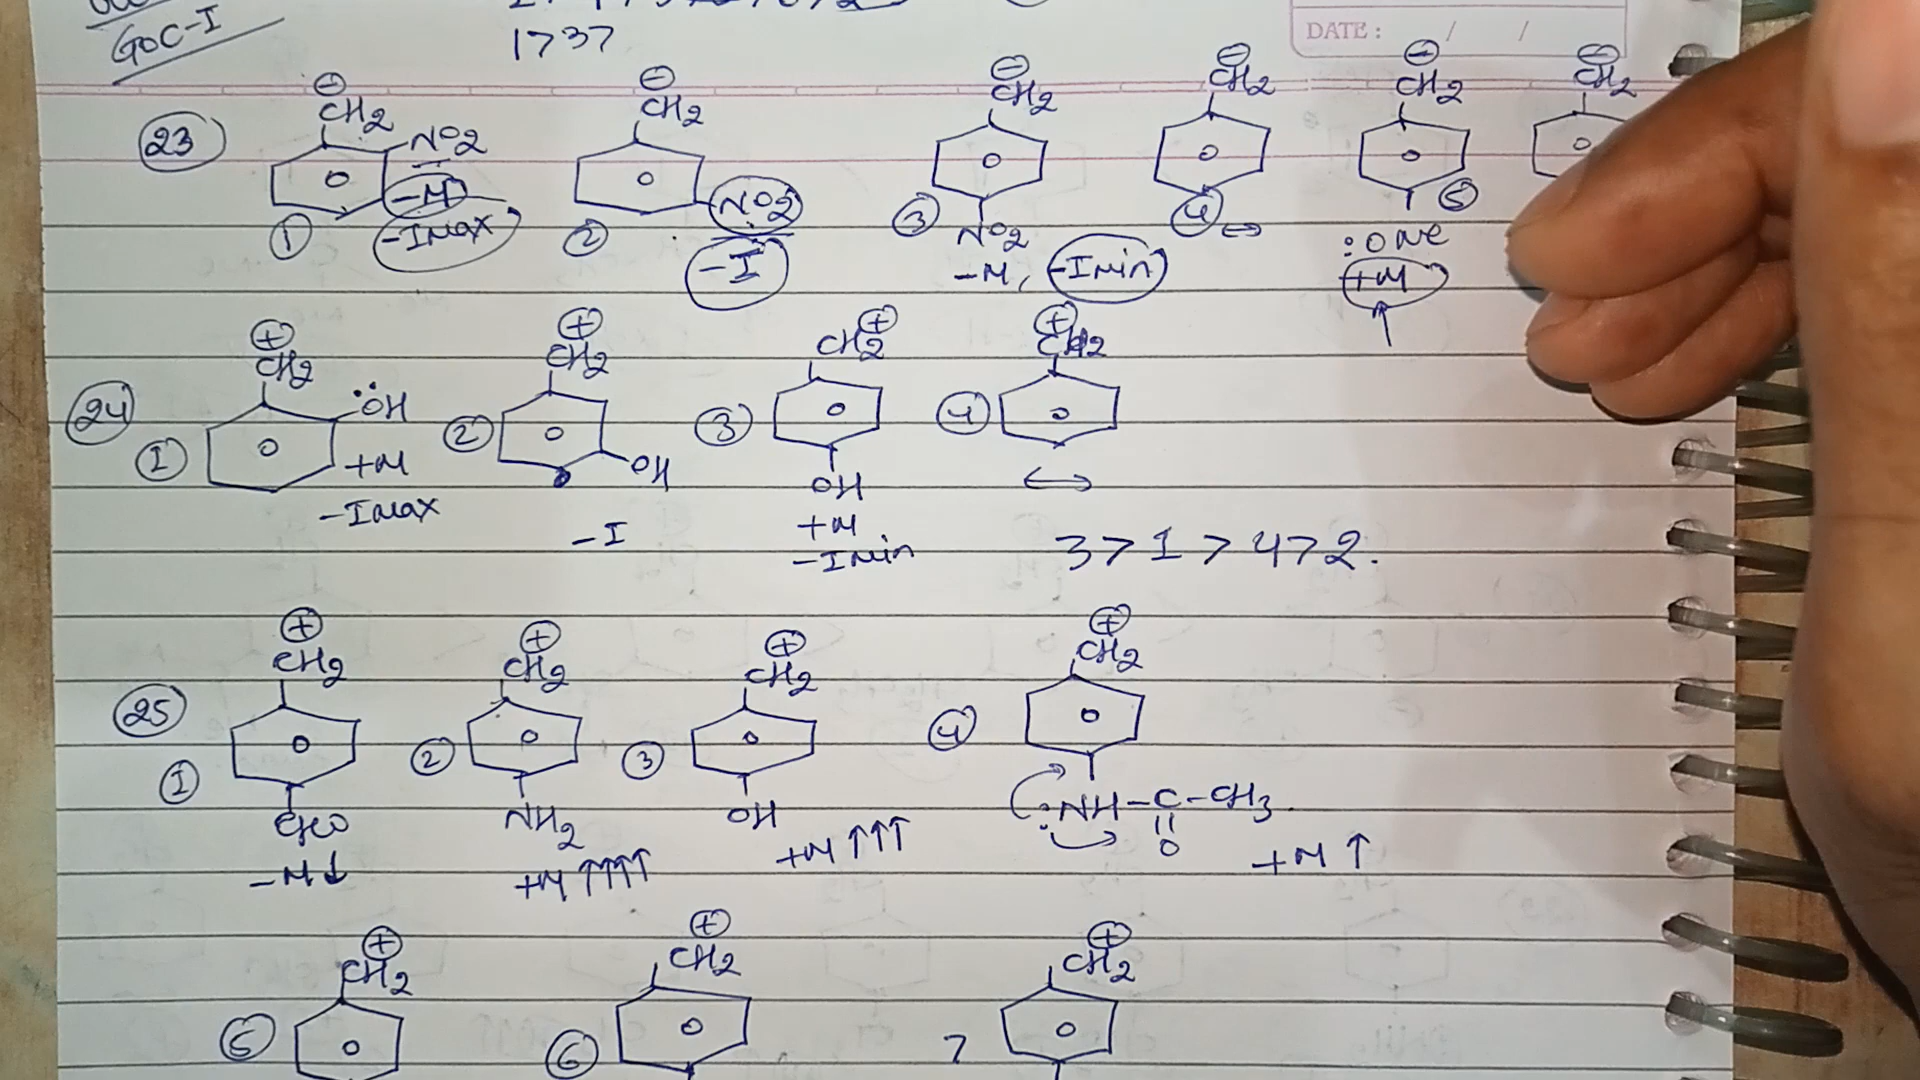 GOC-I
1737
DATE : / /
⊖ ⊖ ⊖ ⊖ ⊖ ⊖
CH2 CH2 CH2 CH2 CH2 CH2
23 NO2 NO2
-M
1 -Imax 2 -I 3 NO2 4 ↔ 5 :OMe
-M, -Imin +M
↑
⊕ ⊕ ⊕ ⊕
CH2 CH2 CH2 CH2
24 1 :OH 2 OH 3 OH 4 ↔
+M +M
-Imax -I -Imin 3 > 1 > 4 > 2.
⊕ ⊕ ⊕ ⊕
CH2 CH2 CH2 CH2
25 1 2 3 4
CHO NH2 OH :NH-C-CH3
O
-M↓ +M ↑↑↑↑ +M ↑↑↑ +M ↑
⊕ ⊕ ⊕
CH2 CH2 CH2
5 6 7